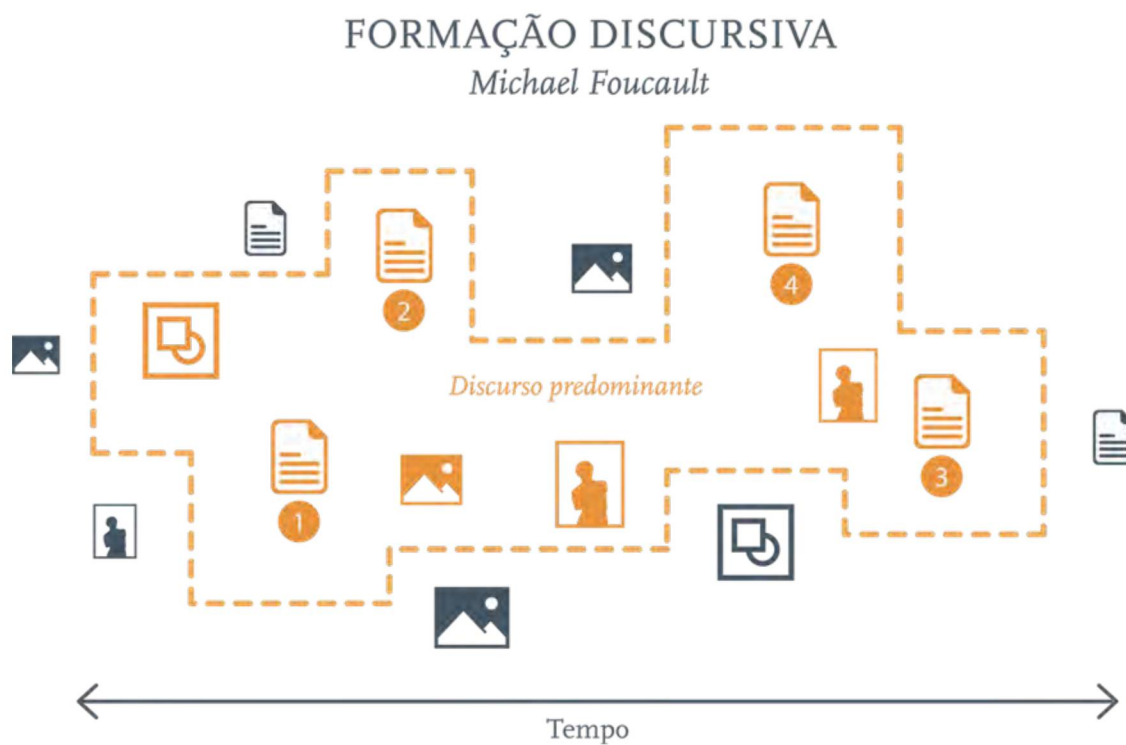 FORMAÇÃO DISCURSIVA
Michael Foucault
2
4
Discurso predominante
3
1
Tempo